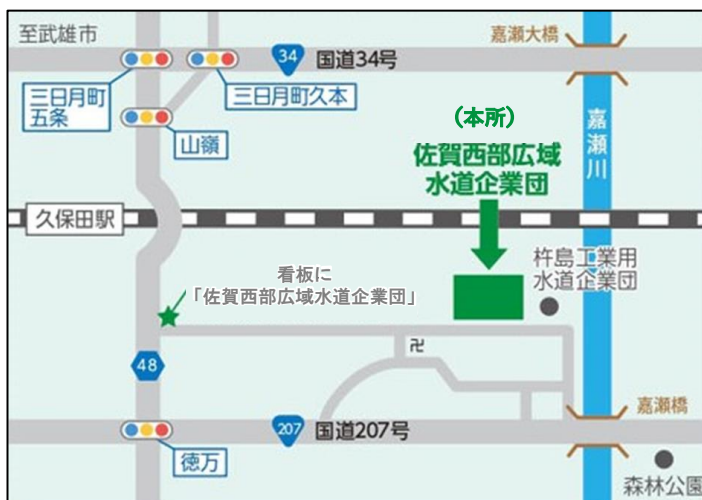 至武雄市
嘉瀬大橋
34
国道34号
三日月町
五条
三日月町久本
山嶺
(本所)
佐賀西部広域
水道企業団
嘉瀬川
久保田駅
杵島工業用
水道企業団
看板に
「佐賀西部広域水道企業団」
卍
48
嘉瀬橋
207
国道207号
徳万
森林公園